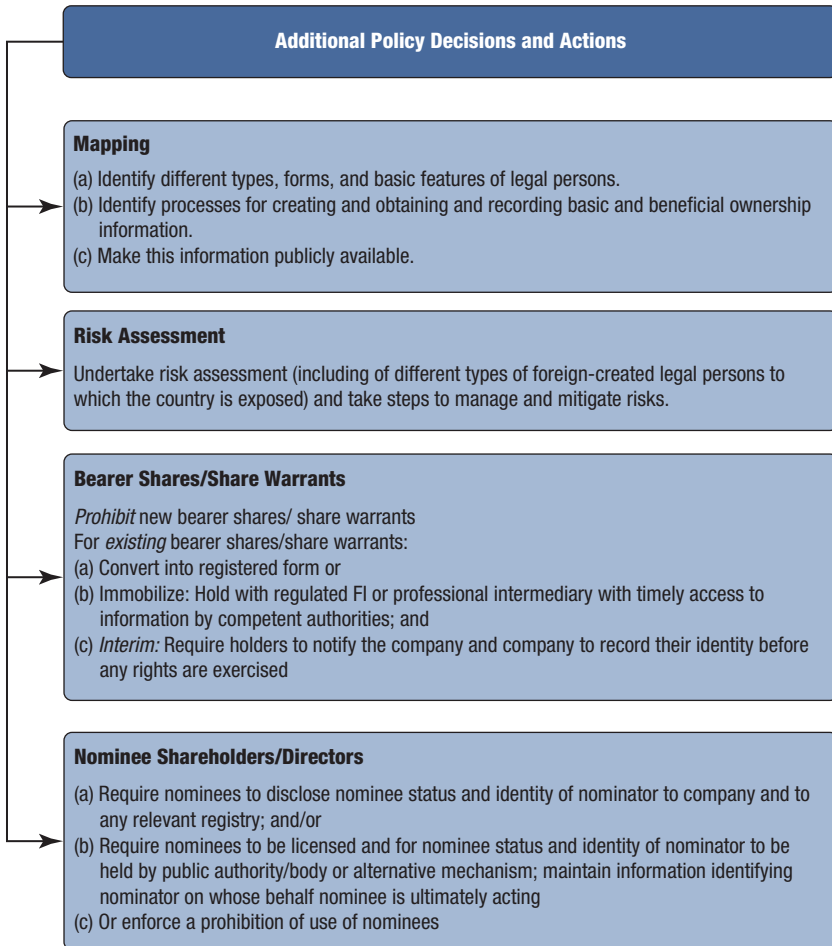 Additional Policy Decisions and Actions
Mapping
(a) Identify different types, forms, and basic features of legal persons.
(b) Identify processes for creating and obtaining and recording basic and beneficial ownership
information.
(c) Make this information publicly available.
Risk Assessment
Undertake risk assessment (including of different types of foreign-created legal persons to
which the country is exposed) and take steps to manage and mitigate risks.
Bearer Shares/Share Warrants
Prohibit new bearer shares/ share warrants
For existing bearer shares/share warrants:
(a) Convert into registered form or
(b) Immobilize: Hold with regulated FI or professional intermediary with timely access to
information by competent authorities; and
(c) Interim: Require holders to notify the company and company to record their identity before
any rights are exercised
Nominee Shareholders/Directors
(a) Require nominees to disclose nominee status and identity of nominator to company and to
any relevant registry; and/or
(b) Require nominees to be licensed and for nominee status and identity of nominator to be
held by public authority/body or alternative mechanism; maintain information identifying
nominator on whose behalf nominee is ultimately acting
(c) Or enforce a prohibition of use of nominees